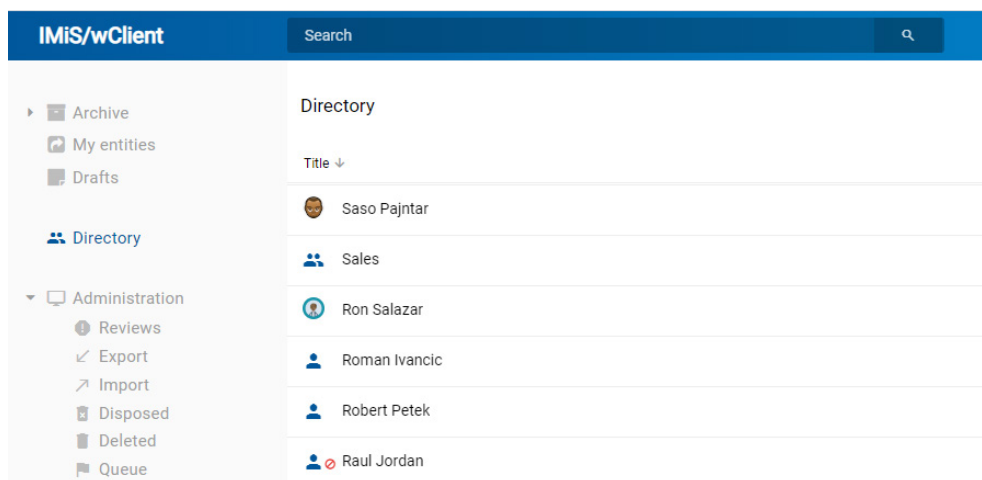 IMiS/wClient
Search
Archive
My entities
Drafts
Directory
Administration
Reviews
Export
Import
Disposed
Deleted
Queue
Directory
Title
Saso Pajntar
Sales
Ron Salazar
Roman Ivancic
Robert Petek
Raul Jordan